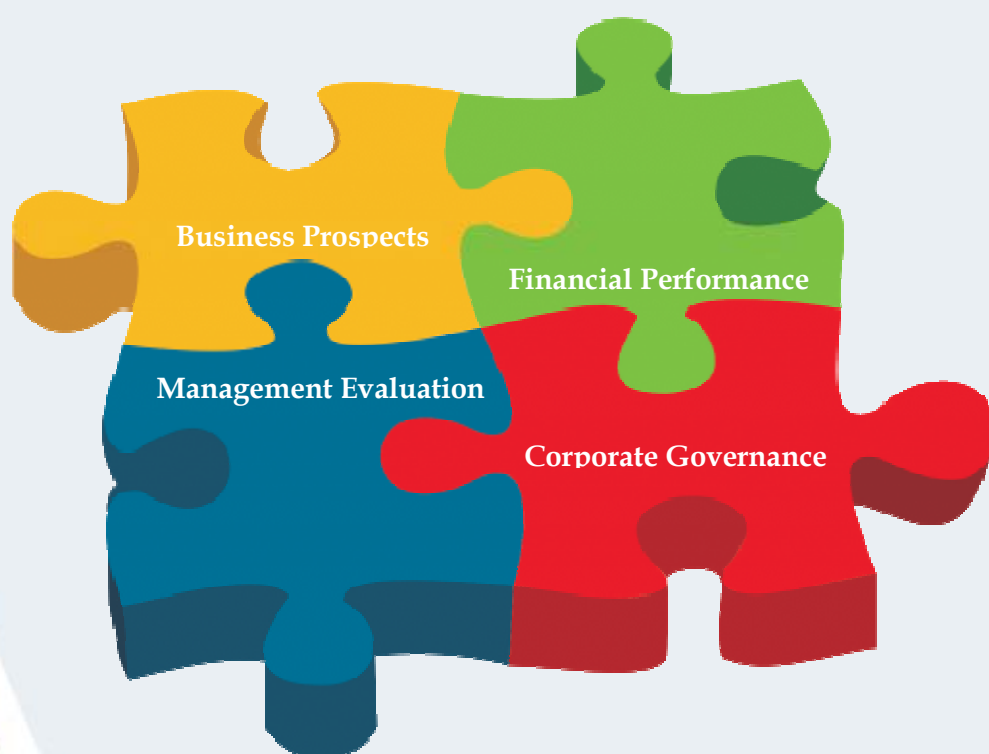 Business Prospects
Financial Performance
Management Evaluation
Corporate Governance